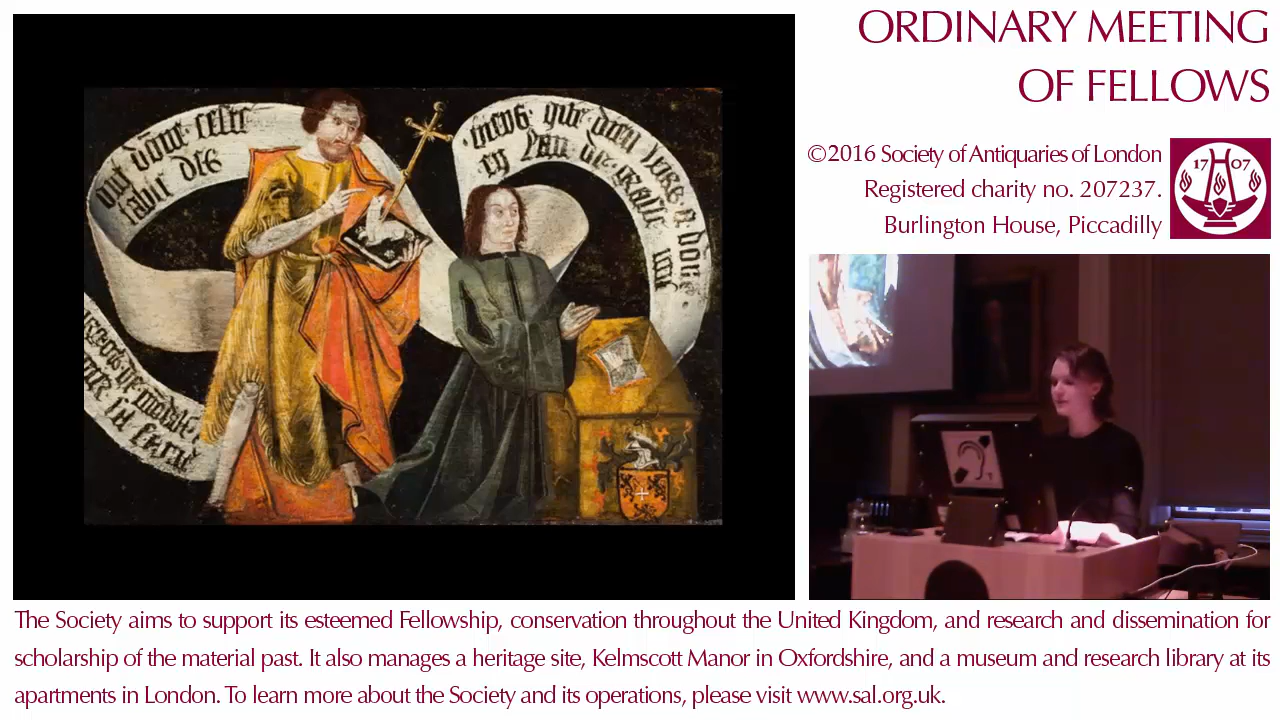 ORDINARY MEETING
OF FELLOWS
©2016 Society of Antiquaries of London
Registered charity no. 207237.
Burlington House, Piccadilly
17 07
The Society aims to support its esteemed Fellowship, conservation throughout the United Kingdom, and research and dissemination for
scholarship of the material past. It also manages a heritage site, Kelmscott Manor in Oxfordshire, and a museum and research library at its
apartments in London. To learn more about the Society and its operations, please visit www.sal.org.uk.